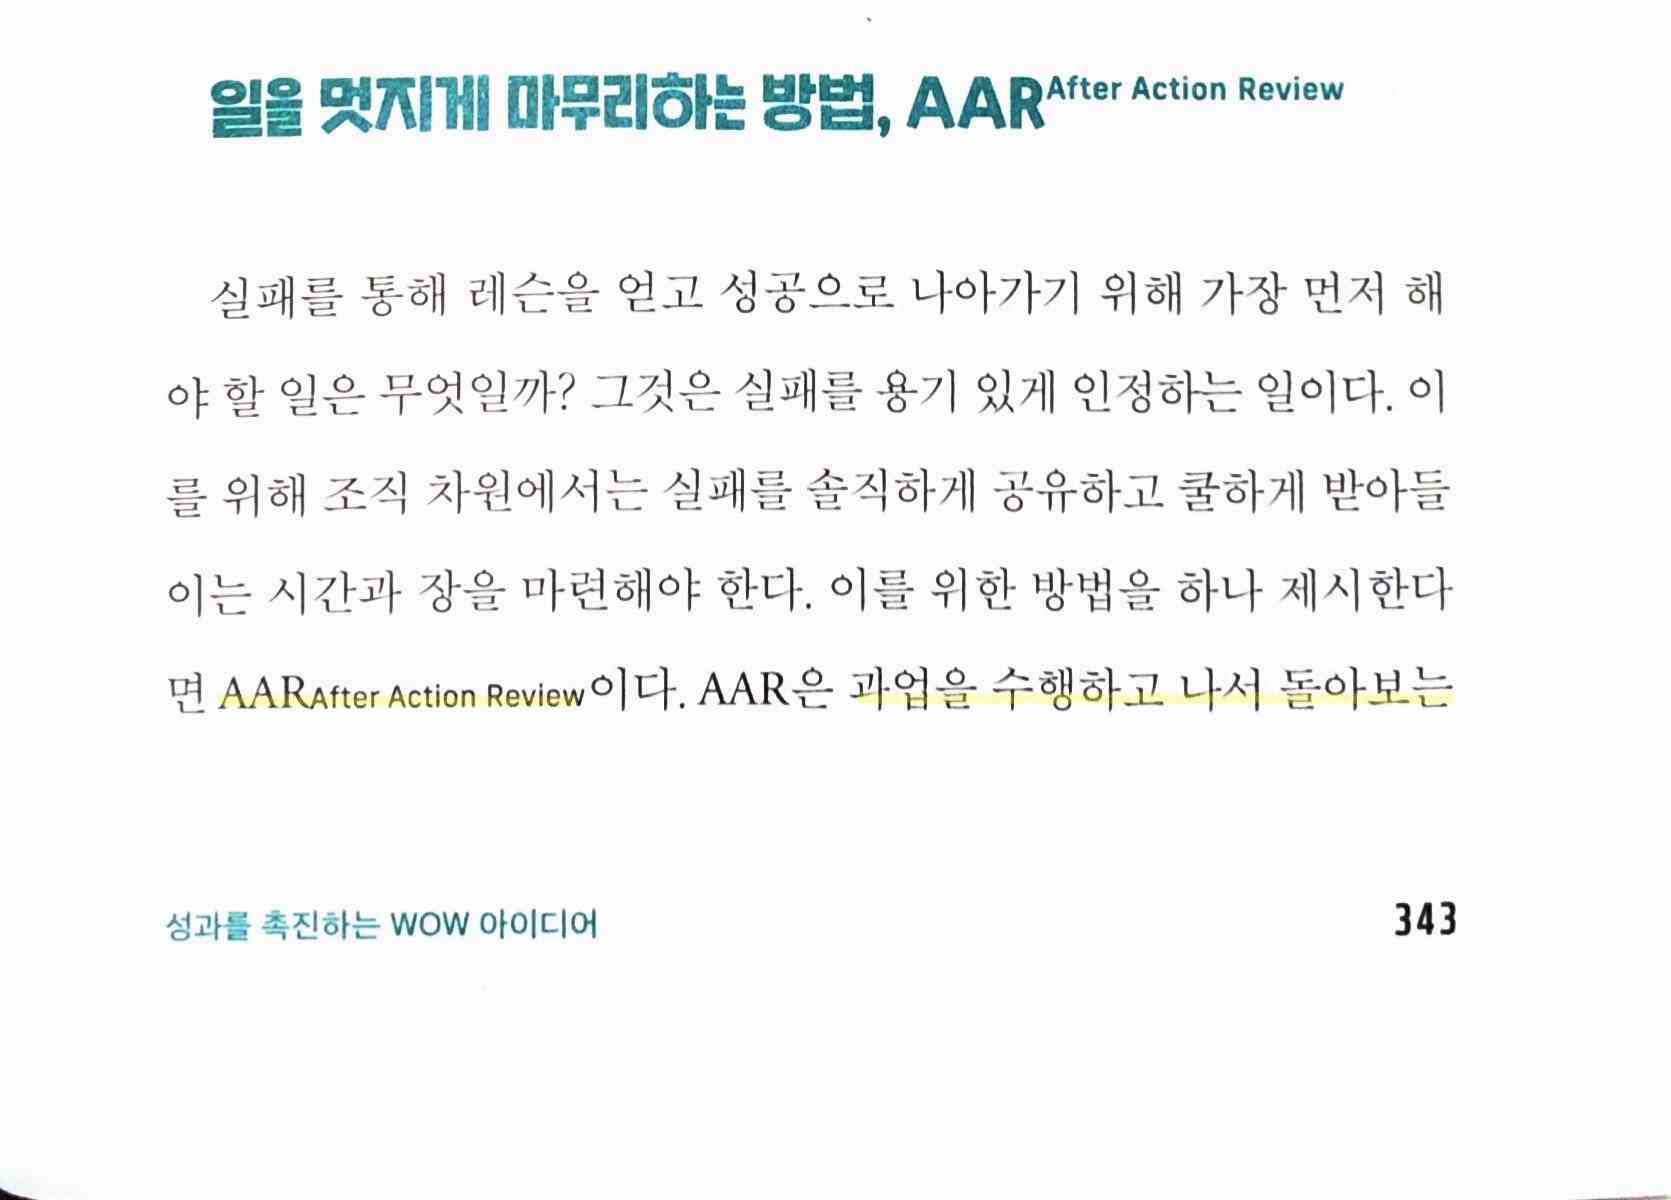 일을 멋지게 마무리하는 방법, AAR After Action Review
실패를 통해 레슨을 얻고 성공으로 나아가기 위해 가장 먼저 해
야 할 일은 무엇일까? 그것은 실패를 용기 있게 인정하는 일이다. 이
를 위해 조직 차원에서는 실패를 솔직하게 공유하고 쿨하게 받아들
이는 시간과 장을 마련해야 한다. 이를 위한 방법을 하나 제시한다
면 AAR After Action Review이다. AAR은 과업을 수행하고 나서 돌아보는
성과를 촉진하는 WOW 아이디어 343